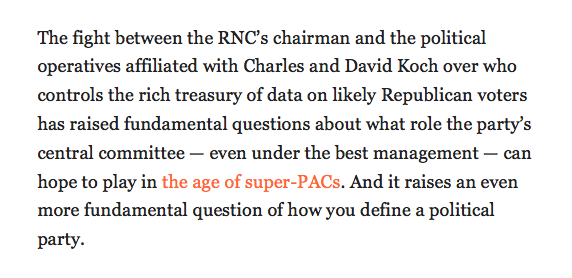 The fight between the RNC’s chairman and the political
operatives affiliated with Charles and David Koch over who
controls the rich treasury of data on likely Republican voters
has raised fundamental questions about what role the party’s
central committee — even under the best management — can
hope to play in the age of super-PACs. And it raises an even
more fundamental question of how you define a political
party.